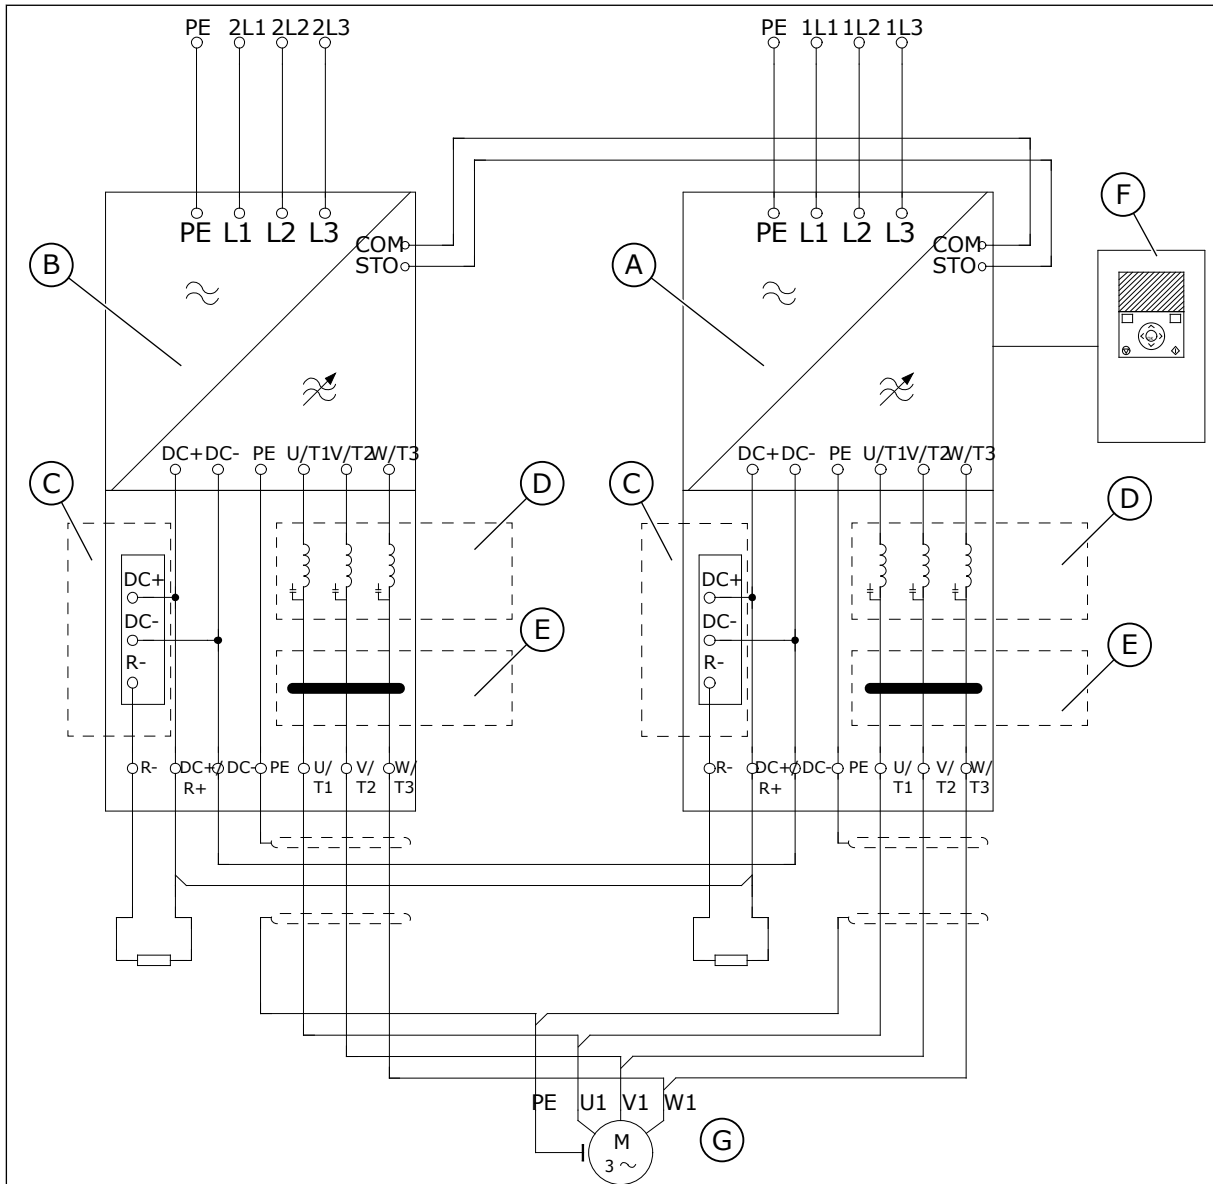 PE 2L1 2L2 2L3 PE 1L1 1L2 1L3
PE L1 L2 L3 PE L1 L2 L3
COM COM
STO STO
B A F
DC+ DC- PE U/T1 V/T2 W/T3 DC+ DC- PE U/T1 V/T2 W/T3
C D C D
DC+ DC+
DC- DC-
E E
R- R-
R- DC+/ DC- PE U/ V/ W/ R- DC+/ DC- PE U/ V/ W/
R+ T1 T2 T3 R+ T1 T2 T3
PE U1 V1 W1
M G
3 ~